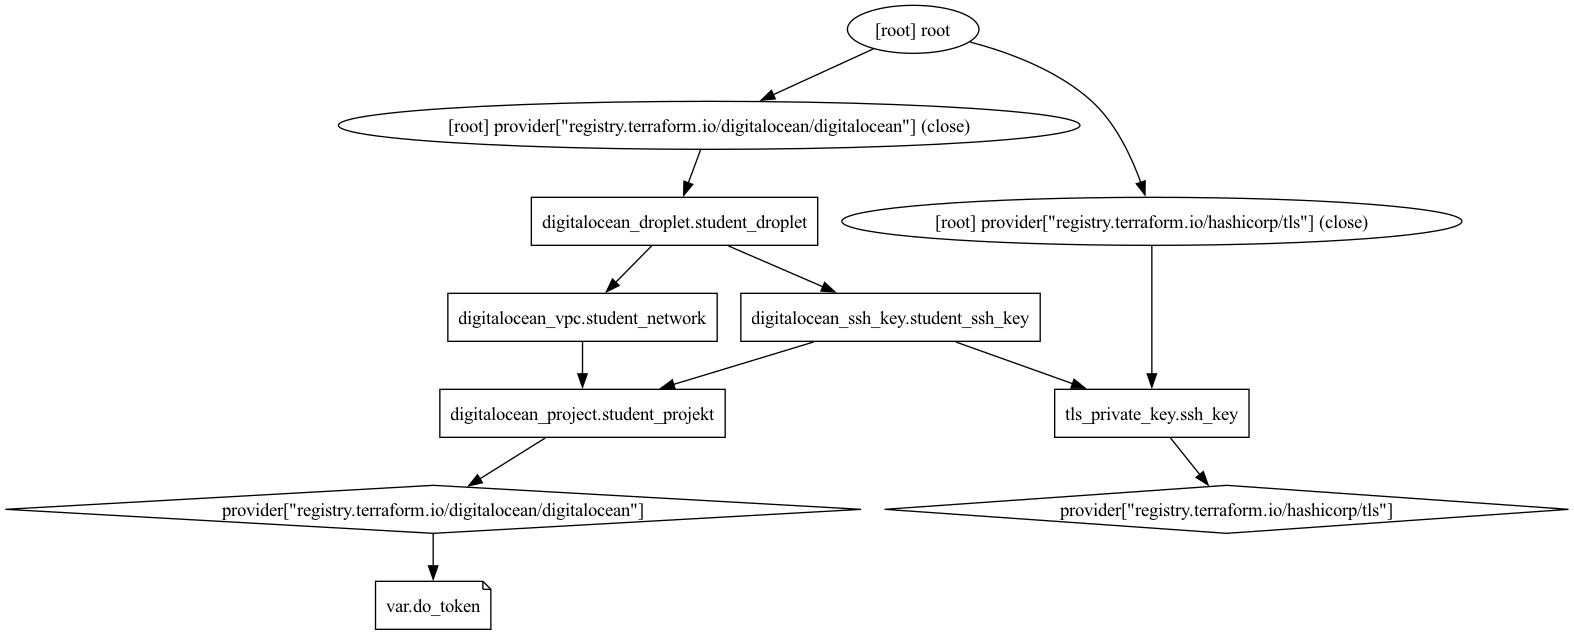 [root] root
[root] provider["registry.terraform.io/digitalocean/digitalocean"] (close)
digitalocean_droplet.student_droplet
[root] provider["registry.terraform.io/hashicorp/tls"] (close)
digitalocean_vpc.student_network
digitalocean_ssh_key.student_ssh_key
digitalocean_project.student_projekt
tls_private_key.ssh_key
provider["registry.terraform.io/digitalocean/digitalocean"]
provider["registry.terraform.io/hashicorp/tls"]
var.do_token